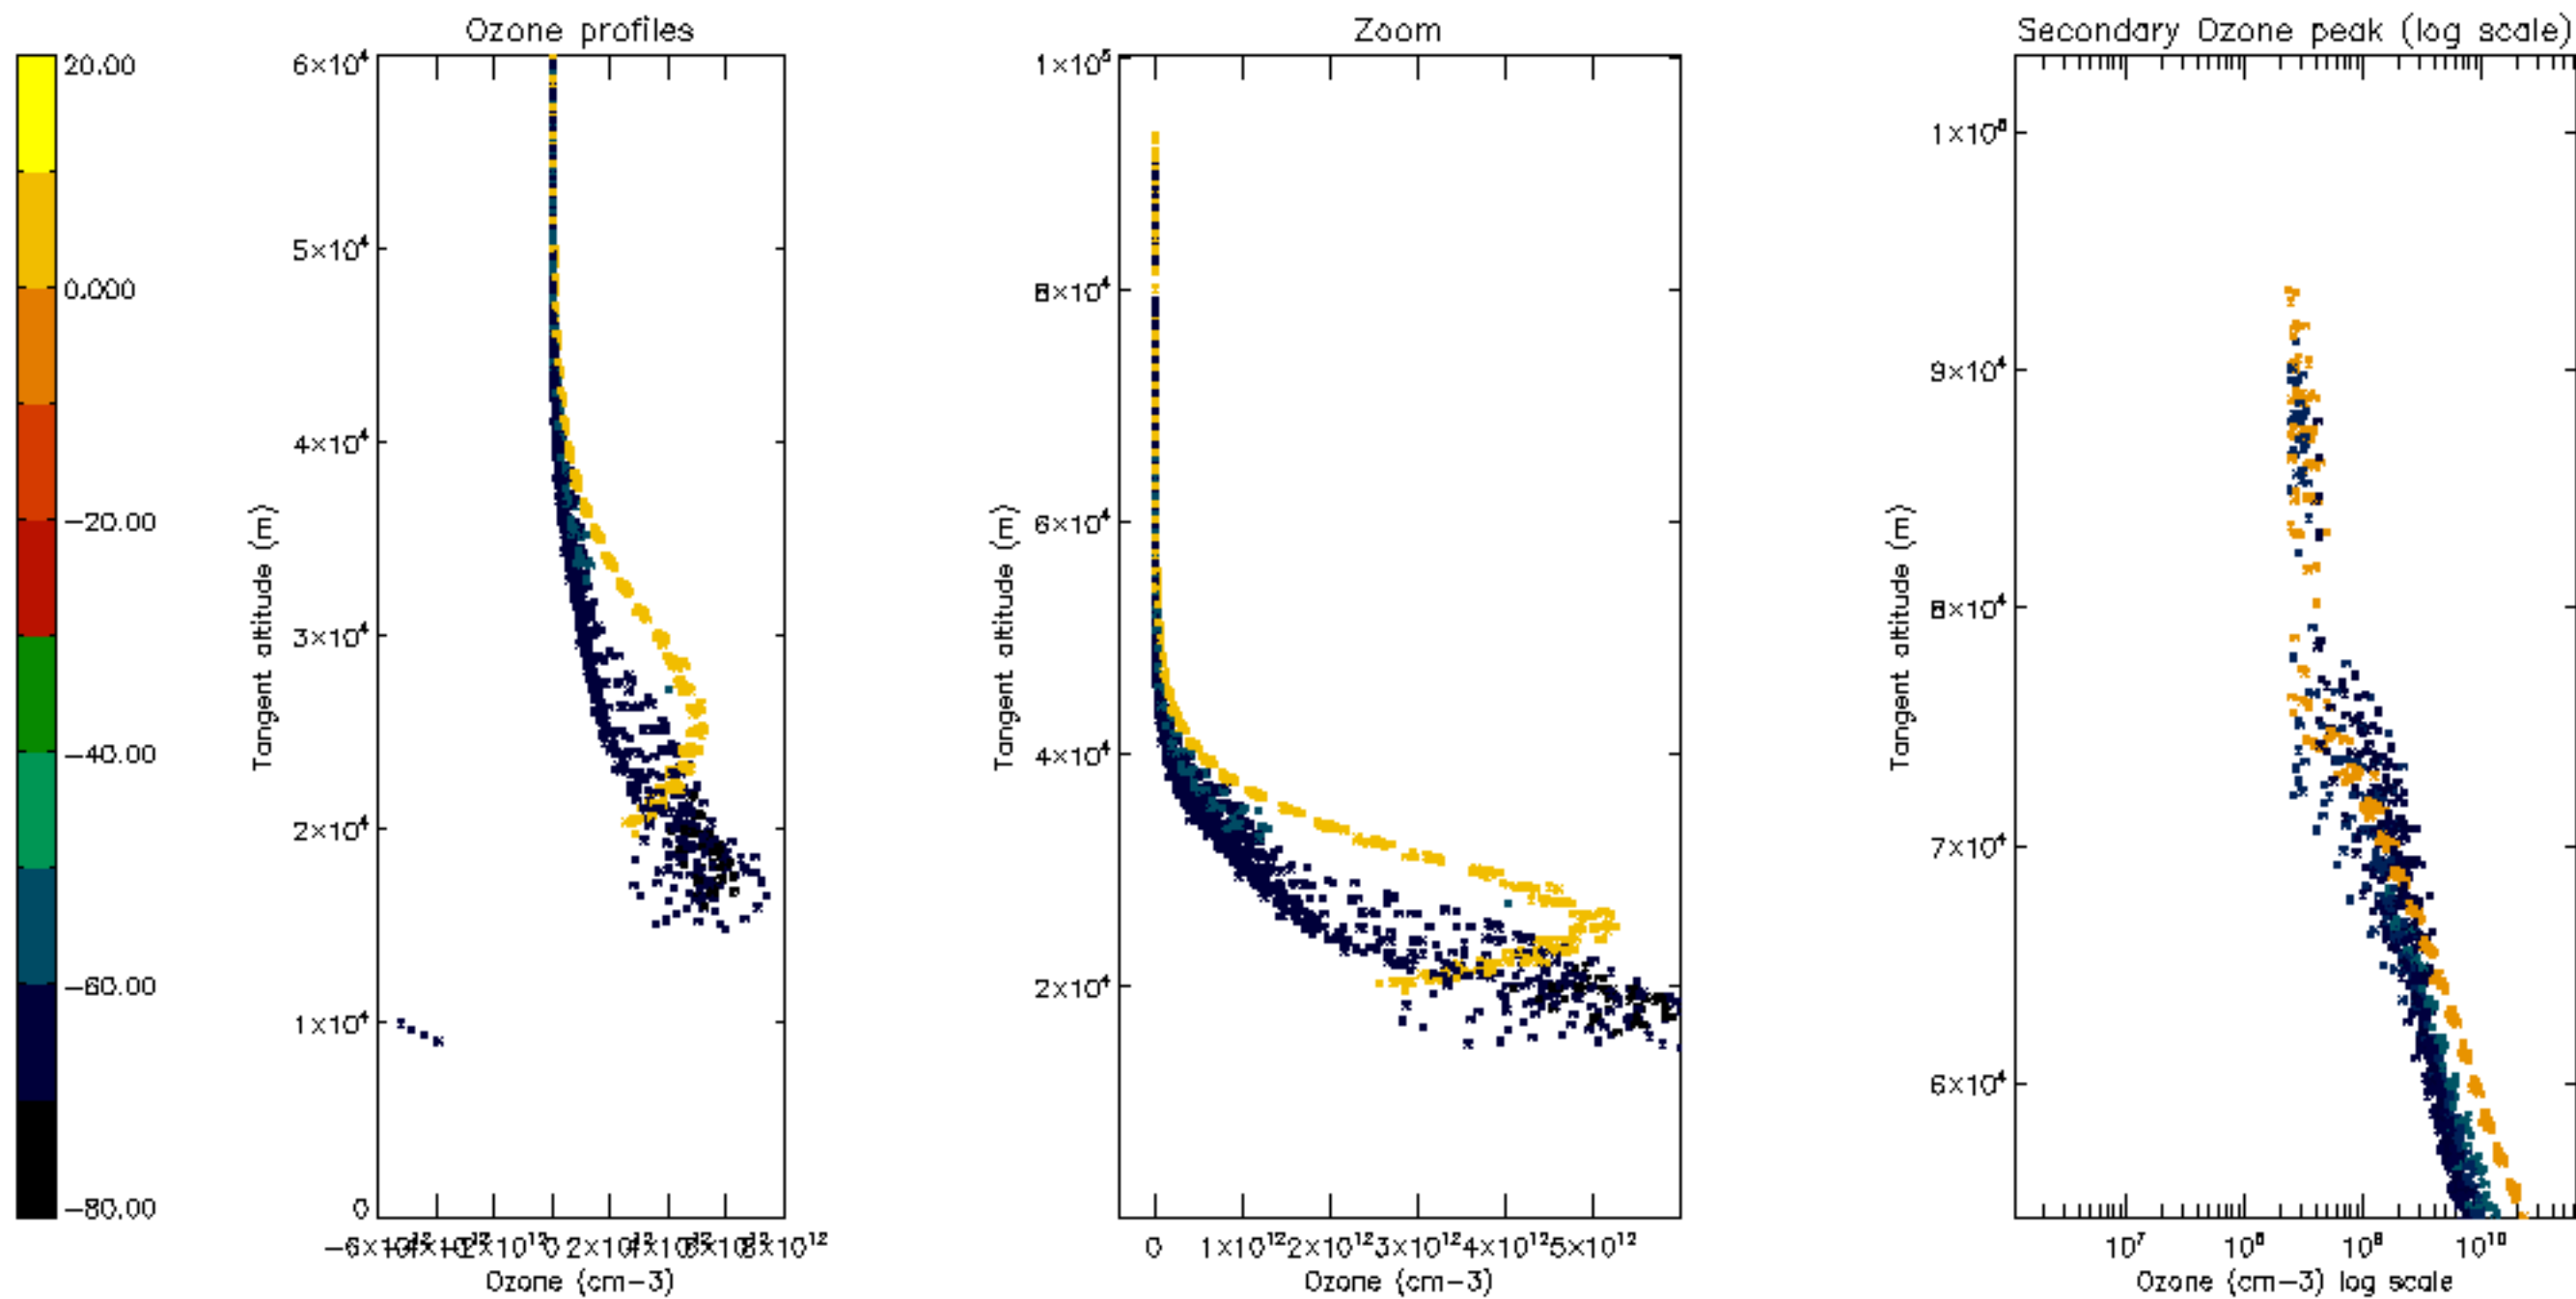 Ozone profiles
Zoom
Secondary Ozone peak (log scale)
20.00
0.000
−20.00
−40.00
−60.00
−80.00
6×10⁴
5×10⁴
4×10⁴
3×10⁴
2×10⁴
1×10⁴
0
Tangent altitude (m)
0
Ozone (cm−3)
1×10⁵
8×10⁴
6×10⁴
4×10⁴
2×10⁴
Tangent altitude (m)
0 1×10¹² 2×10¹² 3×10¹² 4×10¹² 5×10¹²
Ozone (cm−3)
9×10⁴
8×10⁴
7×10⁴
6×10⁴
Tangent altitude (m)
10⁷ 10⁸ 10⁹ 10¹⁰
Ozone (cm−3) log scale